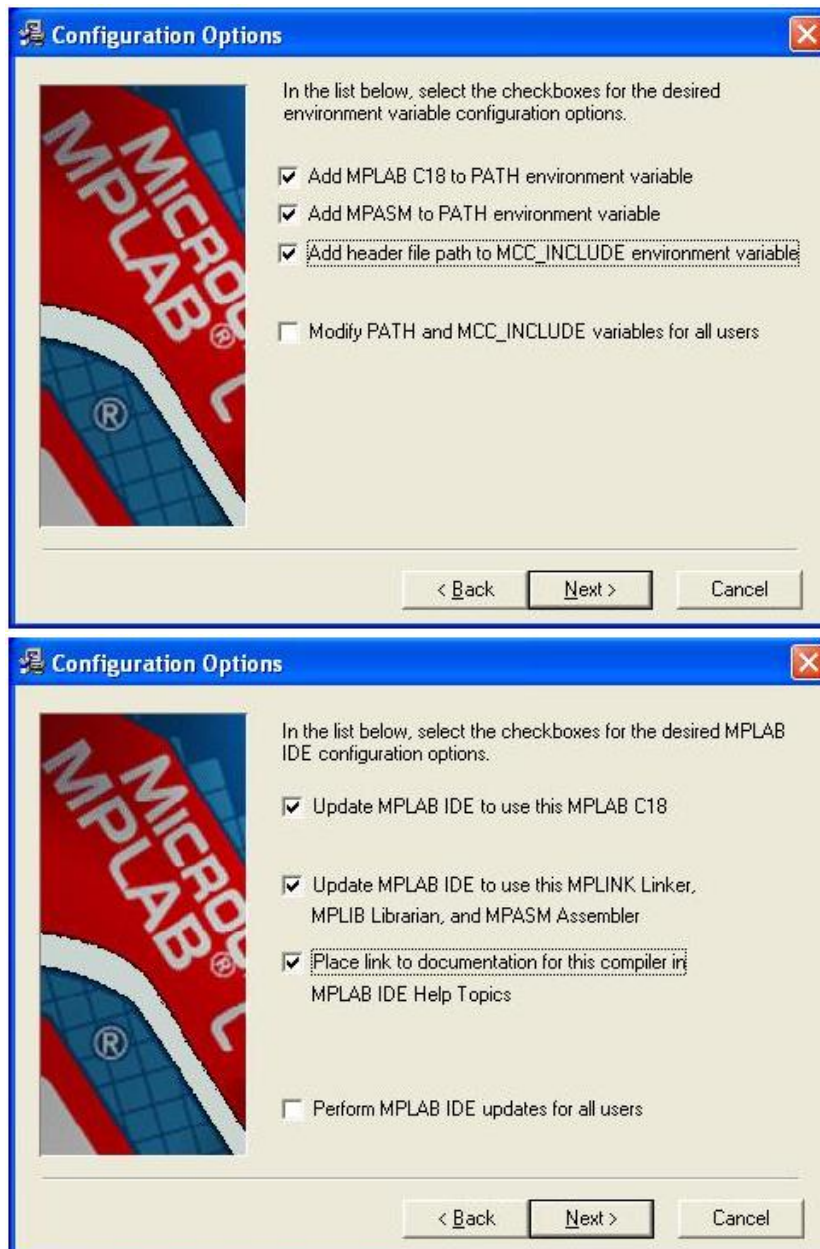 Configuration Options
In the list below, select the checkboxes for the desired
environment variable configuration options.
Add MPLAB C18 to PATH environment variable
Add MPASM to PATH environment variable
Add header file path to MCC_INCLUDE environment variable
Modify PATH and MCC_INCLUDE variables for all users
MICROC
MPLAB® C
®
< Back
Next >
Cancel
Configuration Options
In the list below, select the checkboxes for the desired MPLAB
IDE configuration options.
Update MPLAB IDE to use this MPLAB C18
Update MPLAB IDE to use this MPLINK Linker,
MPLIB Librarian, and MPASM Assembler
Place link to documentation for this compiler in
MPLAB IDE Help Topics
Perform MPLAB IDE updates for all users
MICROC
MPLAB® C
®
< Back
Next >
Cancel